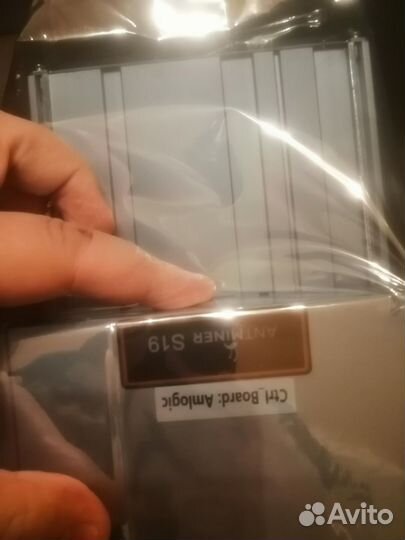 ANTMINER S19
Ctrl_Board: Amlogic
Avito